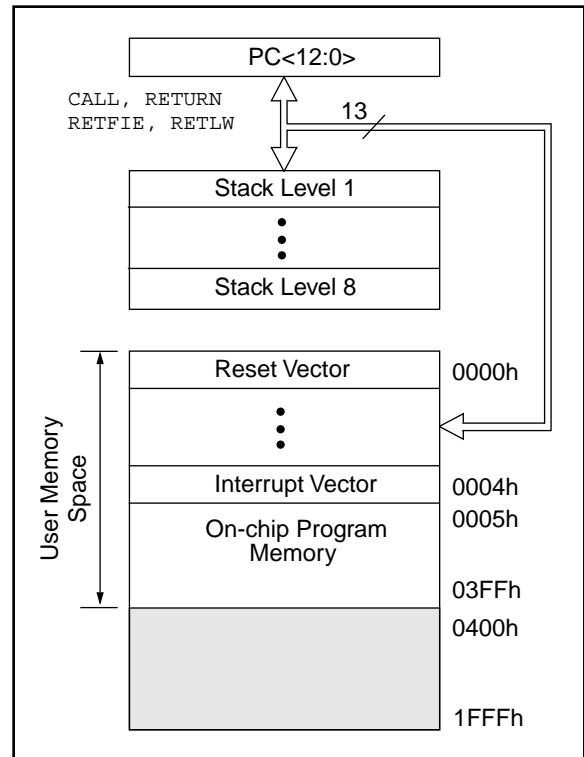 PC<12:0>
CALL, RETURN
RETFIE, RETLW
13
Stack Level 1
Stack Level 8
User Memory
Space
Reset Vector
0000h
Interrupt Vector
0004h
0005h
On-chip Program
Memory
03FFh
0400h
1FFFh